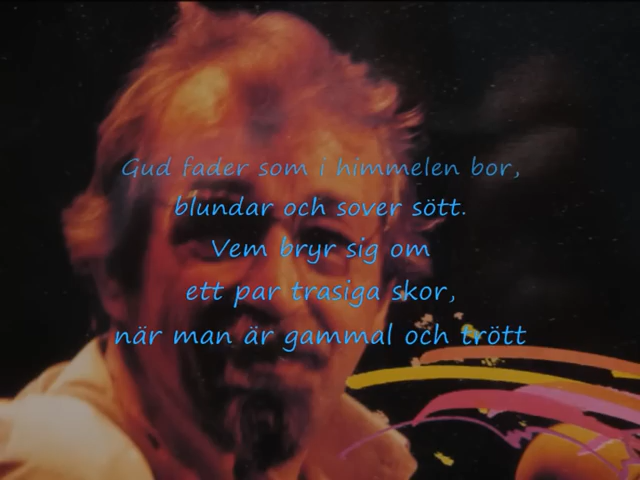 Gud fader som i himmelen bor,
blundar och sover sött.
Vem bryr sig om
ett par trasiga skor,
när man är gammal och trött